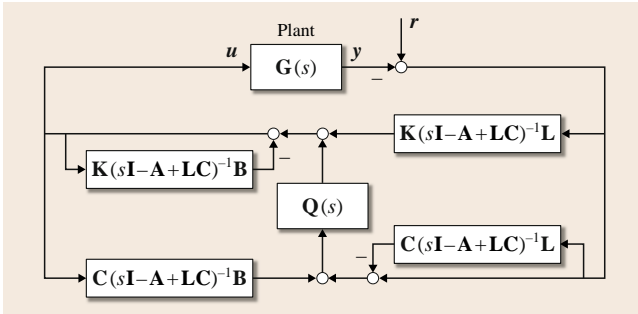 Plant
r
u
G(s)
y
−
K(sI−A+LC)⁻¹L
−
K(sI−A+LC)⁻¹B
Q(s)
−
C(sI−A+LC)⁻¹L
C(sI−A+LC)⁻¹B